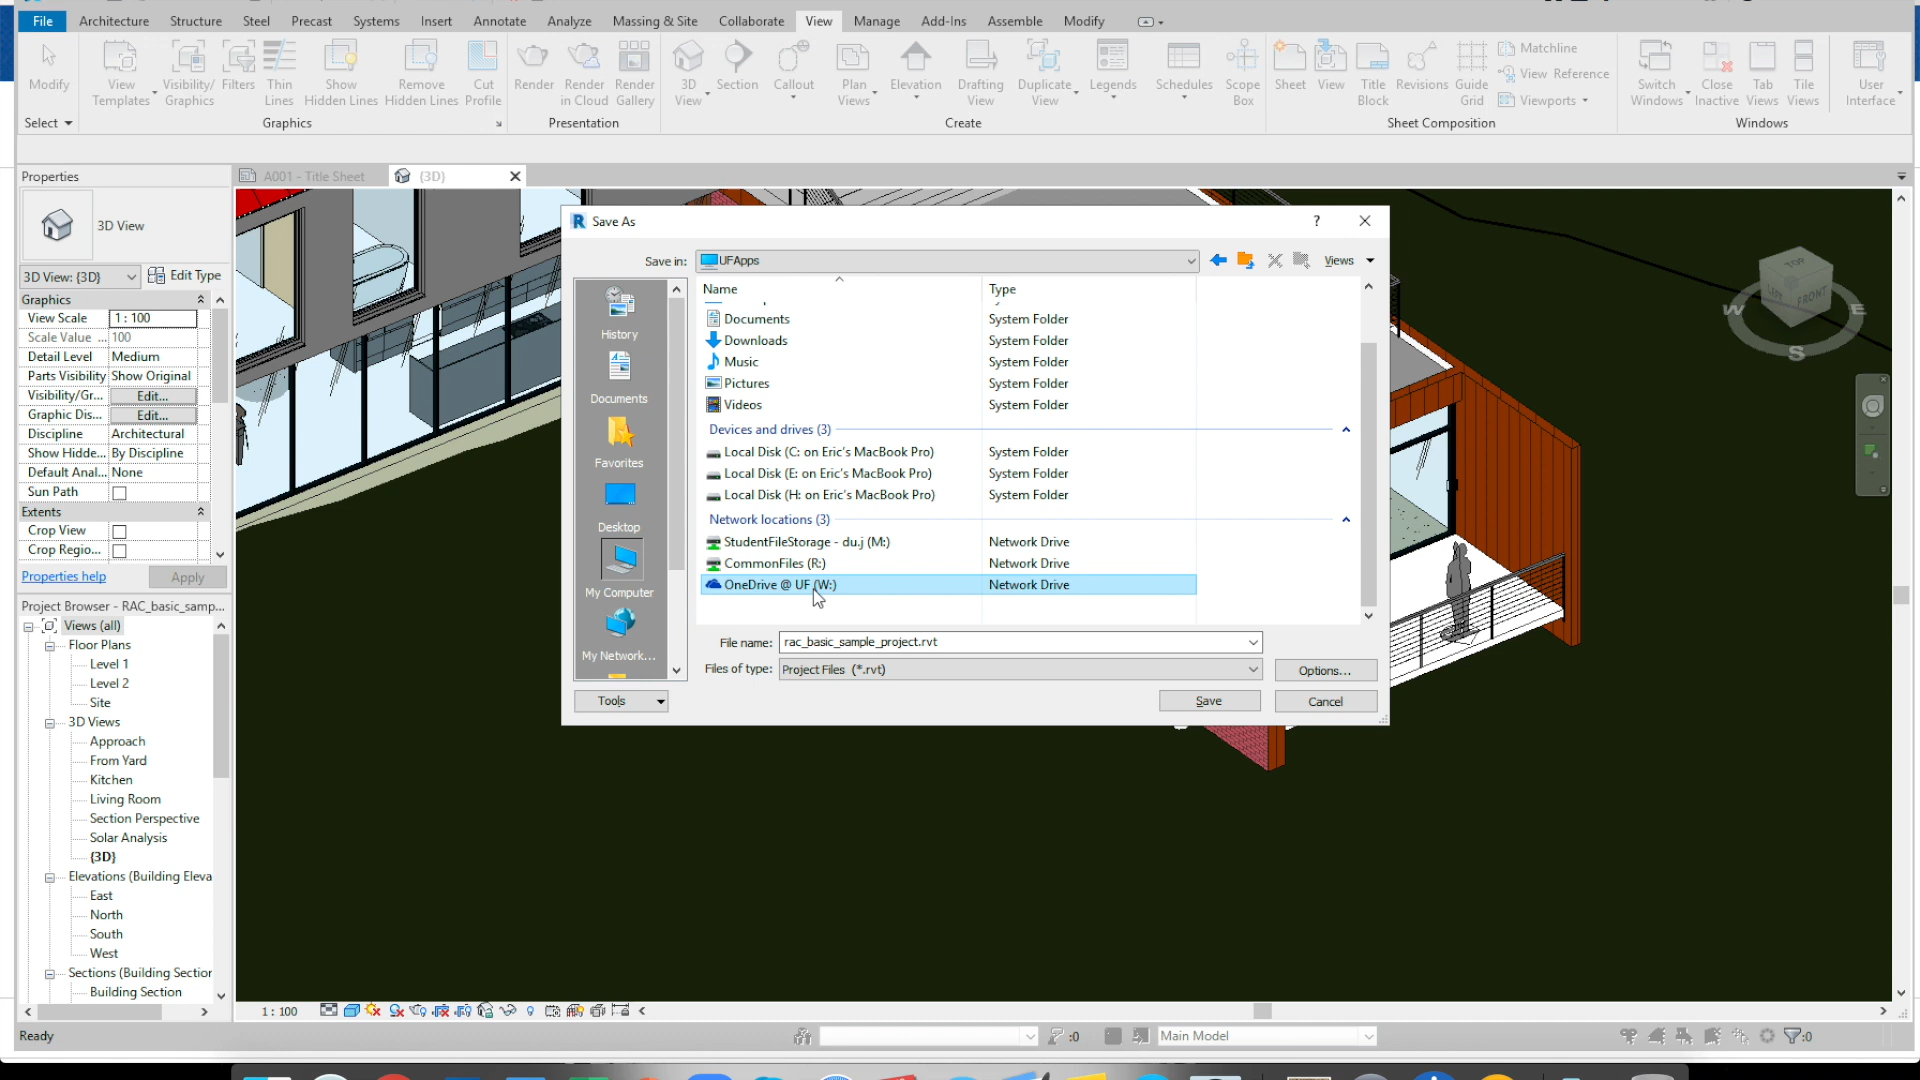 File Architecture Structure Steel Precast Systems Insert Annotate Analyze Massing & Site Collaborate View Manage Add-Ins Assemble Modify
Modify
View Templates
Visibility/ Graphics
Filters
Thin Lines
Show Hidden Lines
Remove Hidden Lines
Cut Profile
Render
Render in Cloud
Render Gallery
3D View
Section
Callout
Plan Views
Elevation
Drafting View
Duplicate View
Legends
Schedules
Scope Box
Sheet
View
Title Block
Revisions
Guide Grid
Matchline
View Reference
Viewports
Switch Windows
Close Inactive
Tab Views
Tile Views
User Interface
Select
Graphics
Presentation
Create
Sheet Composition
Windows
Properties
A001 - Title Sheet
{3D}
3D View
3D View: {3D}
Edit Type
Graphics
View Scale 1 : 100
Scale Value ... 100
Detail Level Medium
Parts Visibility Show Original
Visibility/Gr... Edit...
Graphic Dis... Edit...
Discipline Architectural
Show Hidde... By Discipline
Default Anal... None
Sun Path
Extents
Crop View
Crop Regio...
Properties help
Apply
Project Browser - RAC_basic_samp...
Views (all)
Floor Plans
Level 1
Level 2
Site
3D Views
Approach
From Yard
Kitchen
Living Room
Section Perspective
Solar Analysis
{3D}
Elevations (Building Eleva
East
North
South
West
Sections (Building Section
Building Section
R Save As
?
Save in: UFApps
Views
Name Type
History
Documents
Favorites
Desktop
My Computer
My Network...
Documents System Folder
Downloads System Folder
Music System Folder
Pictures System Folder
Videos System Folder
Devices and drives (3)
Local Disk (C: on Eric's MacBook Pro) System Folder
Local Disk (E: on Eric's MacBook Pro) System Folder
Local Disk (H: on Eric's MacBook Pro) System Folder
Network locations (3)
StudentFileStorage - du.j (M:) Network Drive
CommonFiles (R:) Network Drive
OneDrive @ UF (W:) Network Drive
File name: rac_basic_sample_project.rvt
Files of type: Project Files (*.rvt)
Options...
Tools
Save
Cancel
TOP
LEFT
FRONT
W
E
S
1 : 100
Ready
:0
Main Model
:0